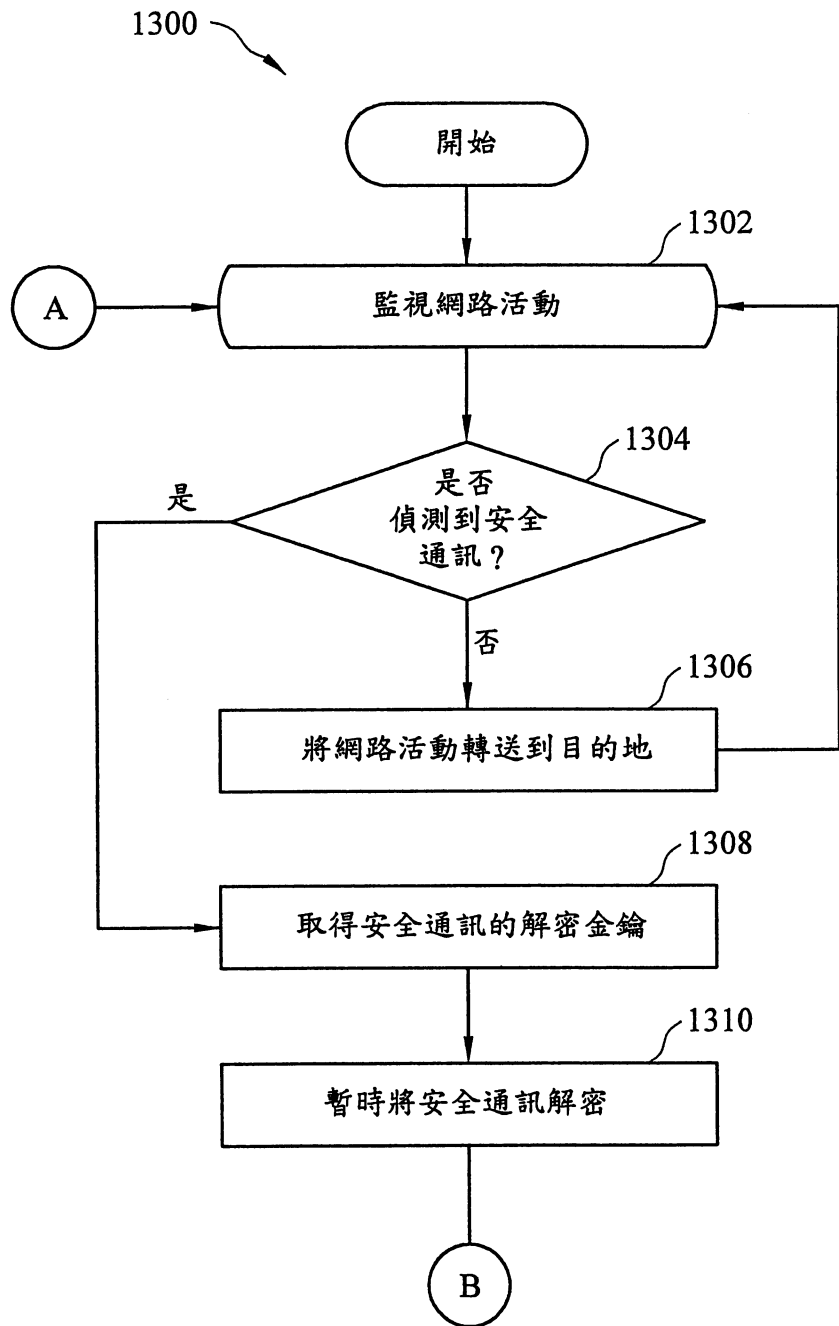 1300
開始
1302
A
監視網路活動
1304
是
是否
偵測到安全
通訊?
否
1306
將網路活動轉送到目的地
1308
取得安全通訊的解密金鑰
1310
暫時將安全通訊解密
B